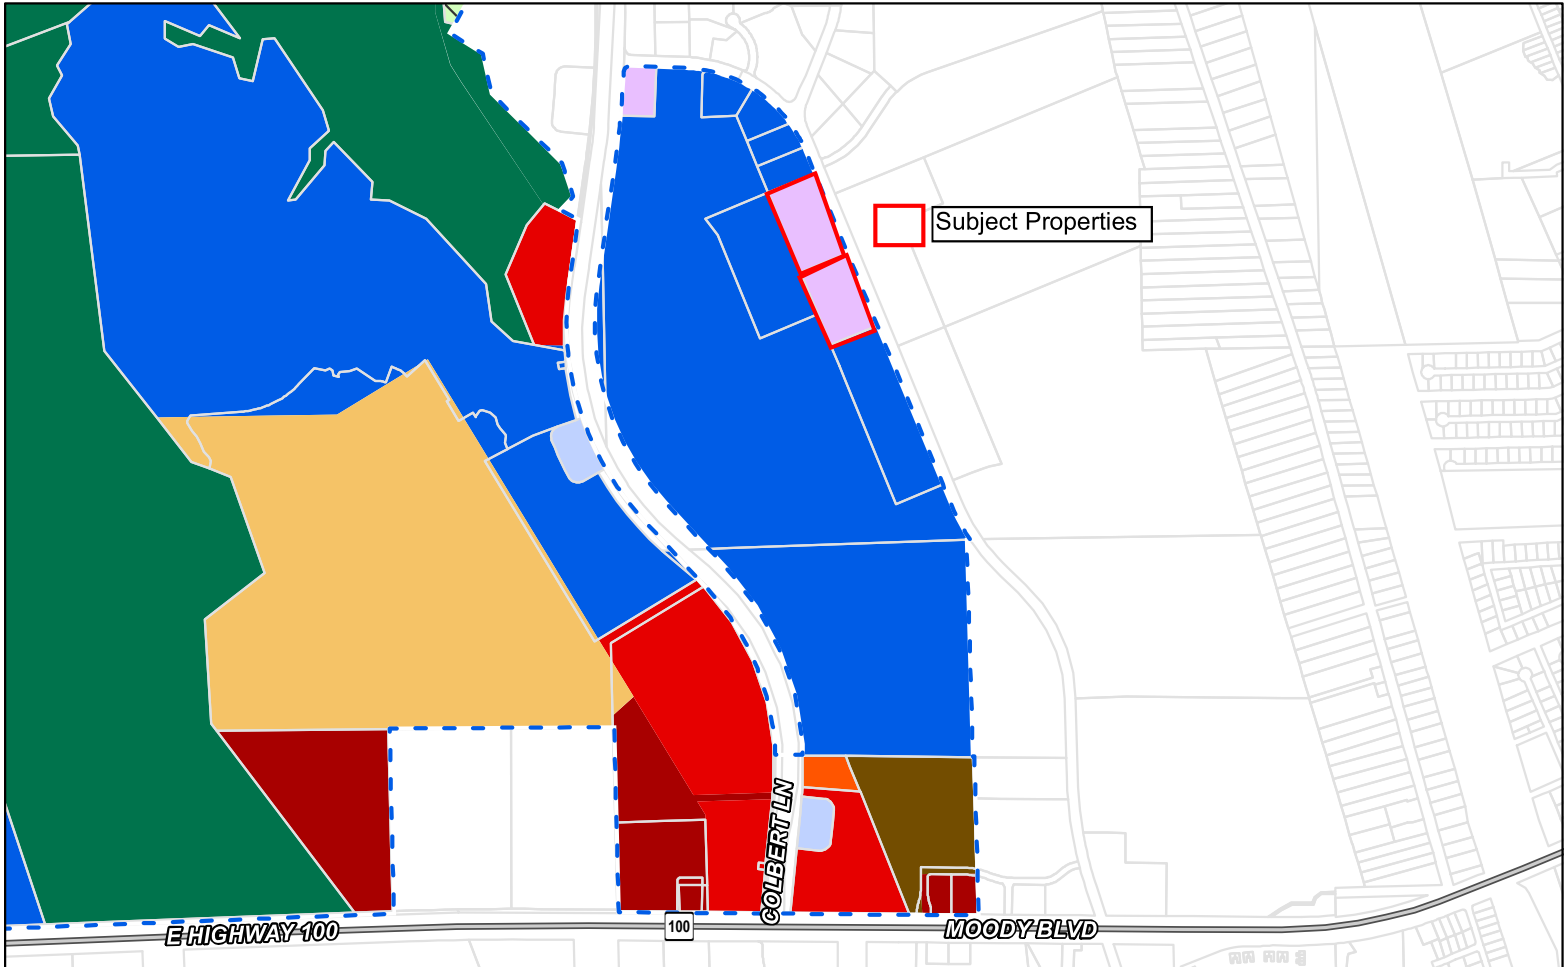 Subject Properties
COLBERT LN
E HIGHWAY 100
100
MOODY BLVD